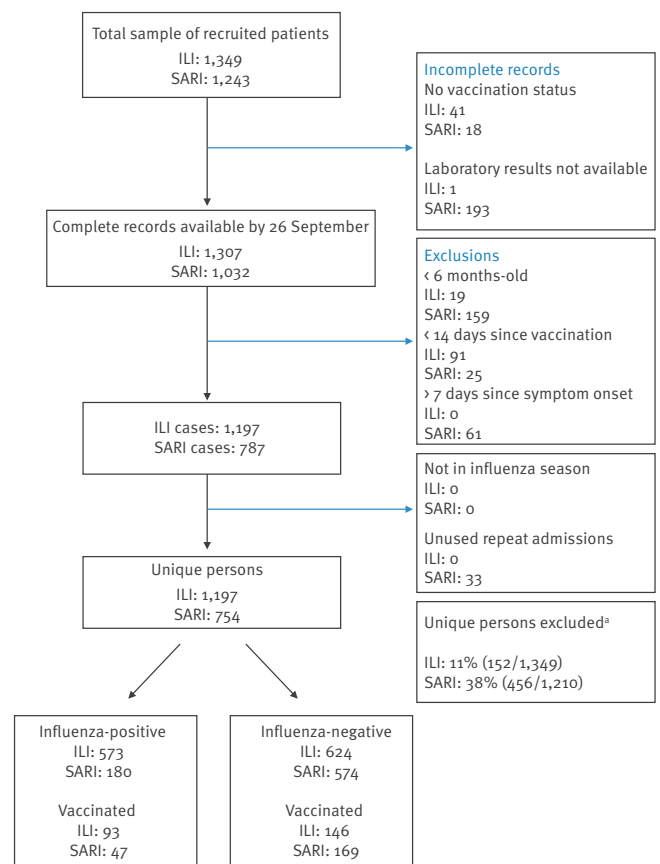 Total sample of recruited patients
ILI: 1,349
SARI: 1,243
Incomplete records
No vaccination status
ILI: 41
SARI: 18
Laboratory results not available
ILI: 1
SARI: 193
Complete records available by 26 September
ILI: 1,307
SARI: 1,032
Exclusions
< 6 months-old
ILI: 19
SARI: 159
< 14 days since vaccination
ILI: 91
SARI: 25
> 7 days since symptom onset
ILI: 0
SARI: 61
ILI cases: 1,197
SARI cases: 787
Not in influenza season
ILI: 0
SARI: 0
Unused repeat admissions
ILI: 0
SARI: 33
Unique persons
ILI: 1,197
SARI: 754
Unique persons excludedᵃ
ILI: 11% (152/1,349)
SARI: 38% (456/1,210)
Influenza-positive
ILI: 573
SARI: 180
Vaccinated
ILI: 93
SARI: 47
Influenza-negative
ILI: 624
SARI: 574
Vaccinated
ILI: 146
SARI: 169